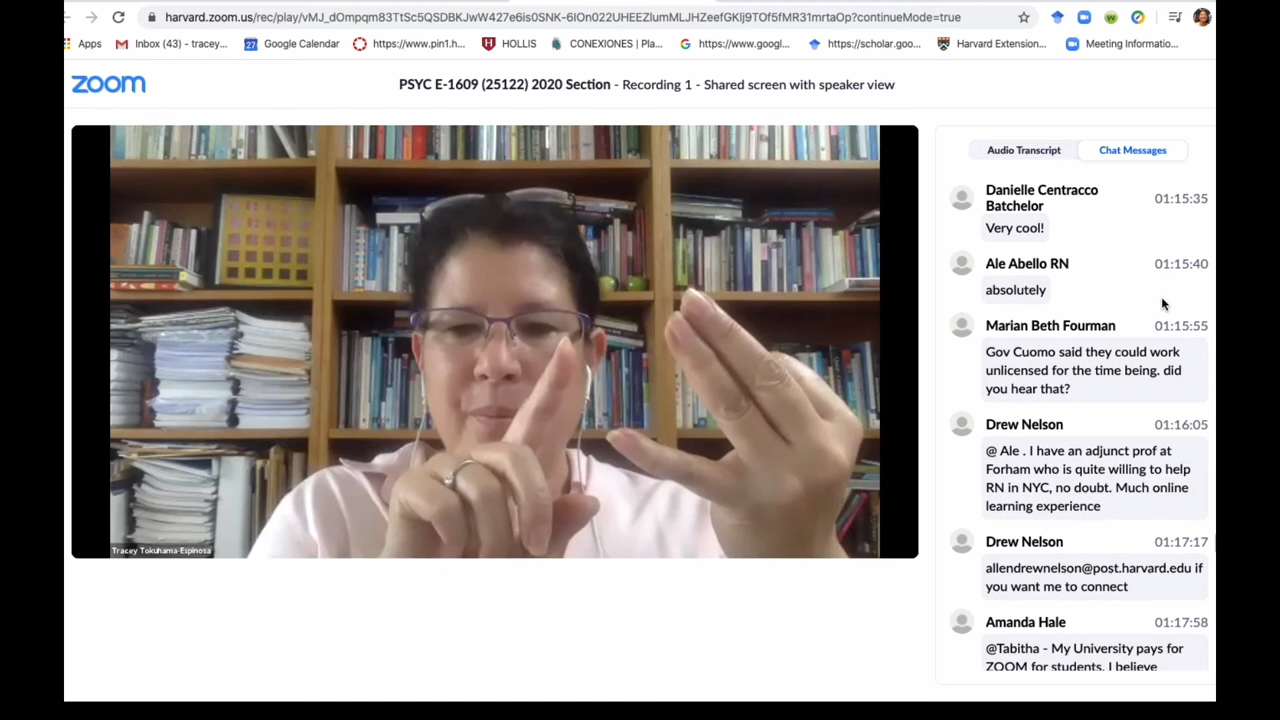 harvard.zoom.us/rec/play/vMJ_dOmpqm83TtSc5QSDBKJwW427e6is0SNK-6IOn022UHEEZlumMLJHZeefGKlj9TOf5fMR31mrtaOp?continueMode=true
Apps Inbox (43) - tracey... 27 Google Calendar https://www.pin1.h... HOLLIS CONEXIONES | Pla... https://www.googl... https://scholar.goo... Harvard Extension... Meeting Informatio...
zoom PSYC E-1609 (25122) 2020 Section - Recording 1 - Shared screen with speaker view
Audio Transcript Chat Messages
Danielle Centracco
Batchelor 01:15:35
Very cool!
Ale Abello RN 01:15:40
absolutely
Marian Beth Fourman 01:15:55
Gov Cuomo said they could work
unlicensed for the time being. did
you hear that?
Drew Nelson 01:16:05
@ Ale . I have an adjunct prof at
Forham who is quite willing to help
RN in NYC, no doubt. Much online
learning experience
Drew Nelson 01:17:17
allendrewnelson@post.harvard.edu if
you want me to connect
Amanda Hale 01:17:58
@Tabitha - My University pays for
ZOOM for students. I believe
Tracey Tokuhama-Espinosa